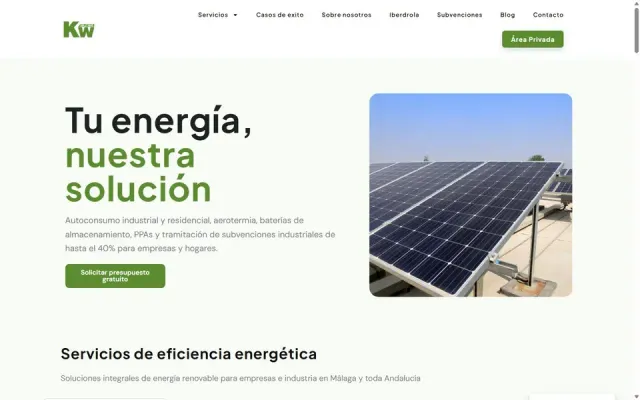 Servicios
Casos de exito
Sobre nosotros
Iberdrola
Subvenciones
Blog
Contacto
KW
Área Privada
Tu energía,
nuestra
solución
Autoconsumo industrial y residencial, aerotermia, baterías de
almacenamiento, PPAs y tramitación de subvenciones industriales de
hasta el 40% para empresas y hogares.
Solicitar presupuesto
gratuito
Servicios de eficiencia energética
Soluciones integrales de energía renovable para empresas e industria en Málaga y toda Andalucía